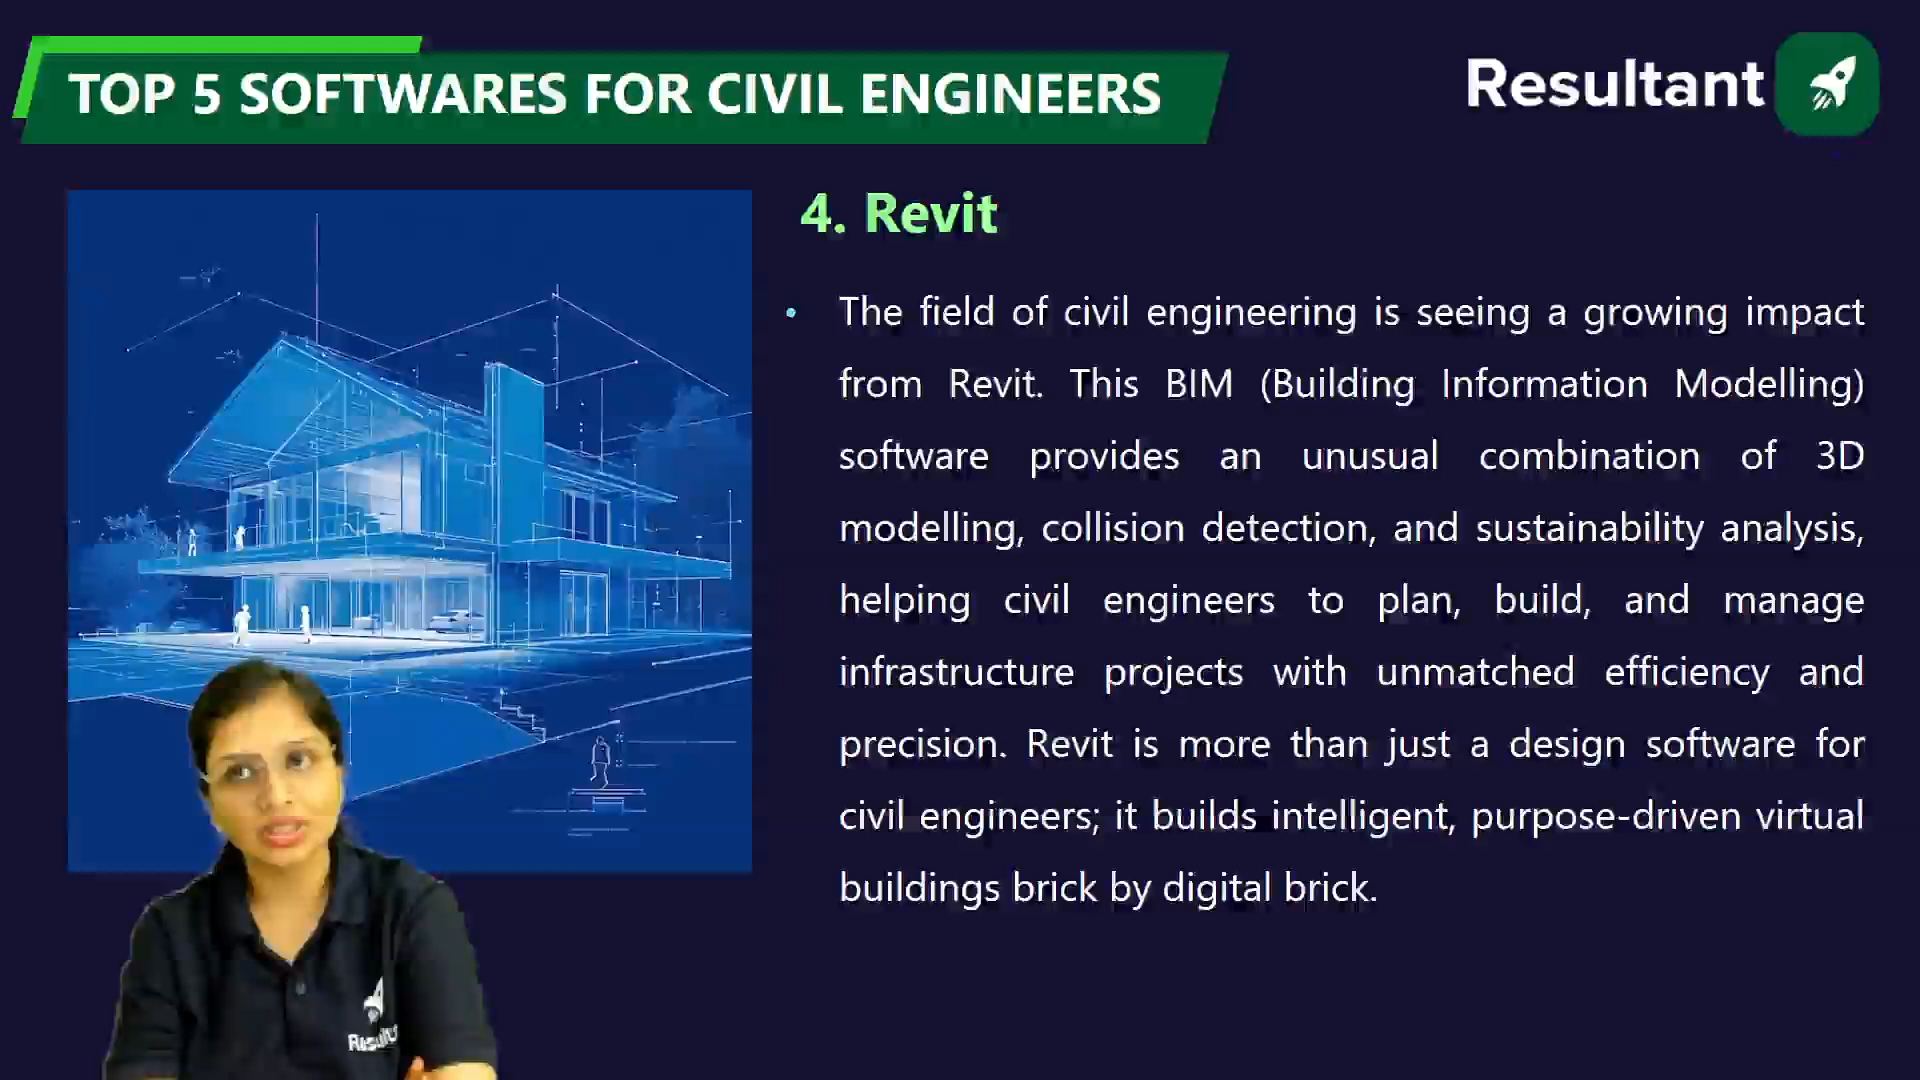 TOP 5 SOFTWARES FOR CIVIL ENGINEERS
Resultant
4. Revit
• The field of civil engineering is seeing a growing impact
from Revit. This BIM (Building Information Modelling)
software provides an unusual combination of 3D
modelling, collision detection, and sustainability analysis,
helping civil engineers to plan, build, and manage
infrastructure projects with unmatched efficiency and
precision. Revit is more than just a design software for
civil engineers; it builds intelligent, purpose-driven virtual
buildings brick by digital brick.